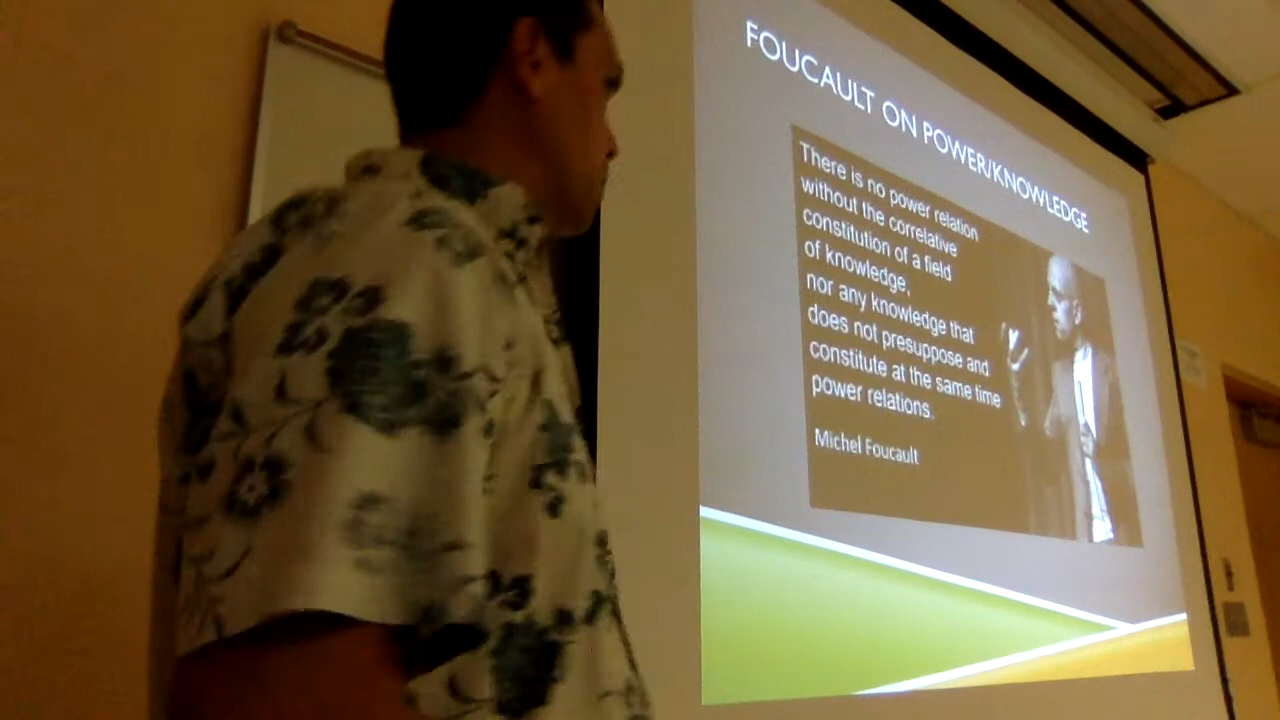 FOUCAULT ON POWER/KNOWLEDGE
There is no power relation
without the correlative
constitution of a field
of knowledge,
nor any knowledge that
does not presuppose and
constitute at the same time
power relations.
Michel Foucault